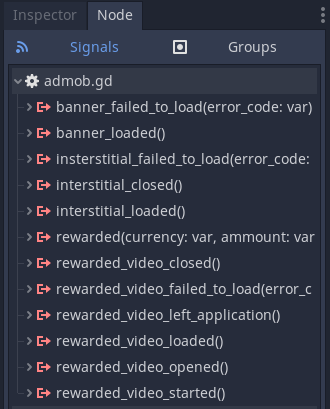 Inspector
Node
Signals
Groups
admob.gd
banner_failed_to_load(error_code: var)
banner_loaded()
insterstitial_failed_to_load(error_code:
interstitial_closed()
interstitial_loaded()
rewarded(currency: var, ammount: var
rewarded_video_closed()
rewarded_video_failed_to_load(error_c
rewarded_video_left_application()
rewarded_video_loaded()
rewarded_video_opened()
rewarded_video_started()